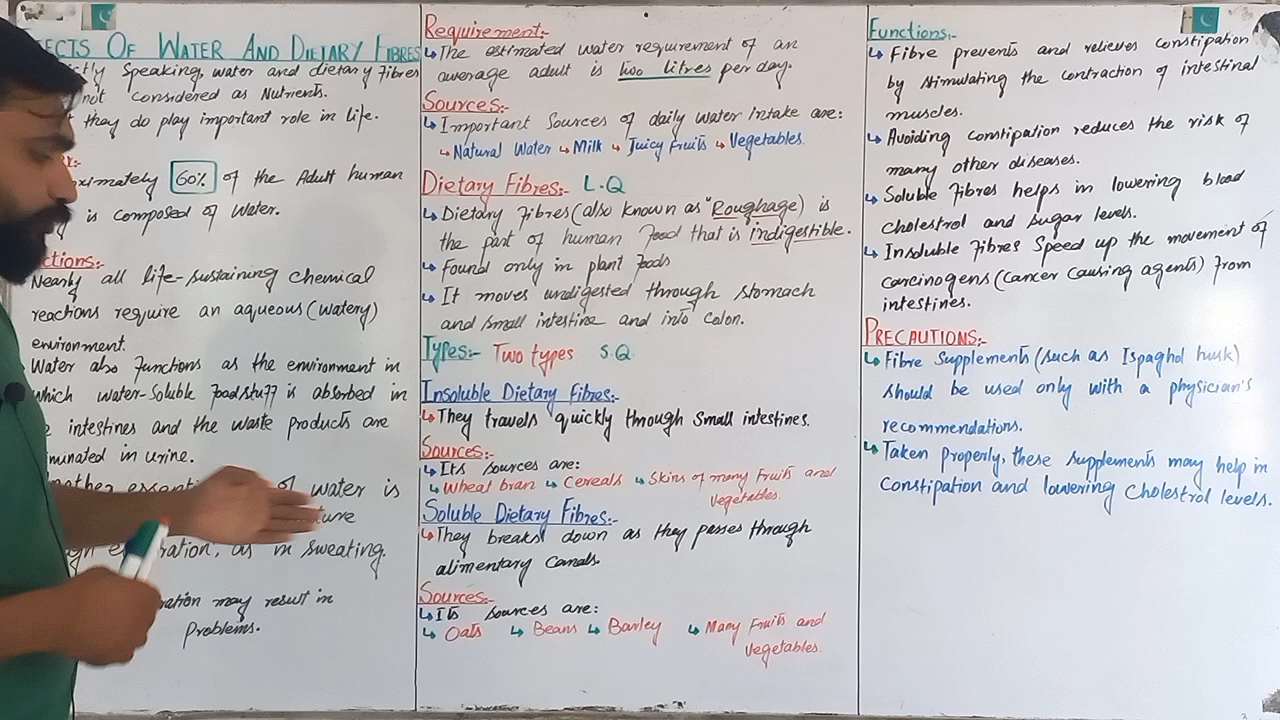 ECTS OF WATER AND DIETARY FIBRES
tly Speaking, water and dietary Fibres
not considered as Nutrients.
they do play important role in life.
ximately 60% of the Adult human
is composed of water.
ctions:-
Nearly all life-sustaining chemical
reactions require an aqueous (watery)
environment.
Water also Functions as the environment in
which water-Soluble Foodstuff is absorbed in
intestines and the waste products are
minated in urine.
nother essenti of water is
ture
ration, as in sweating.
ration may result in
Problems.
Requirement:-
The estimated water requirement of an
average adult is two litres per day.
Sources:-
Important Sources of daily water intake are:
Natural Water Milk Juicy Fruits Vegetables
Dietary Fibres:- L.Q
Dietary Fibres (also known as "Roughage) is
the part of human Food that is indigestible.
Found only in plant Foods
It moves undigested through stomach
and small intestine and into colon.
Types:- Two types S.Q
Insoluble Dietary Fibres:-
They travels quickly through Small intestines.
Sources:-
Its sources are:
Wheat bran Cereals Skins of many Fruits and
vegetables.
Soluble Dietary Fibres:-
They breaks down as they passes through
alimentary Canals.
Sources:-
Its sources are:
Oats Beans Barley Many Fruits and
vegetables.
Functions:-
Fibre prevents and relieves constipation
by stimulating the contraction of intestinal
muscles.
Avoiding constipation reduces the risk of
many other diseases.
Soluble Fibres helps in lowering blood
cholestrol and sugar levels.
Insoluble Fibres Speed up the movement of
carcinogens (cancer causing agents) From
intestines.
PRECAUTIONS:-
Fibre Supplements (such as Ispaghol husk)
should be used only with a physician's
recommendations.
Taken properly, these supplements may help in
Constipation and lowering Cholestrol levels.